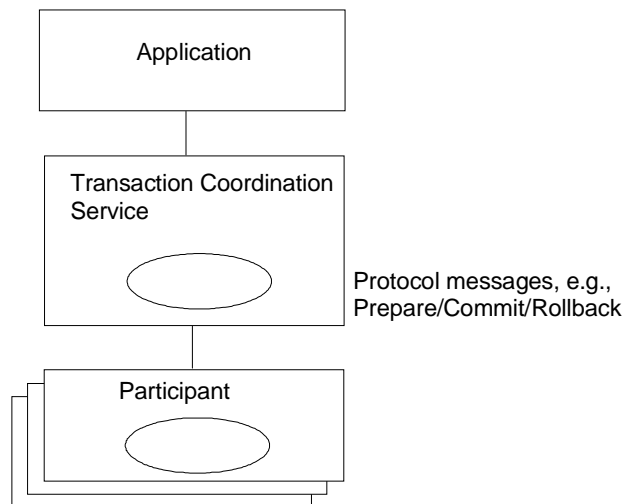 Application
Transaction Coordination
Service
Protocol messages, e.g.,
Prepare/Commit/Rollback
Participant